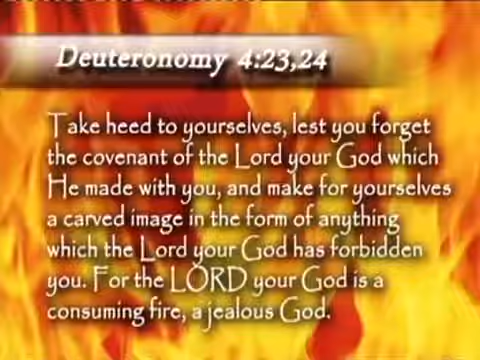 Deuteronomy 4:23,24
Take heed to yourselves, lest you forget
the covenant of the Lord your God which
He made with you, and make for yourselves
a carved image in the form of anything
which the Lord your God has forbidden
you. For the LORD your God is a
consuming fire, a jealous God.